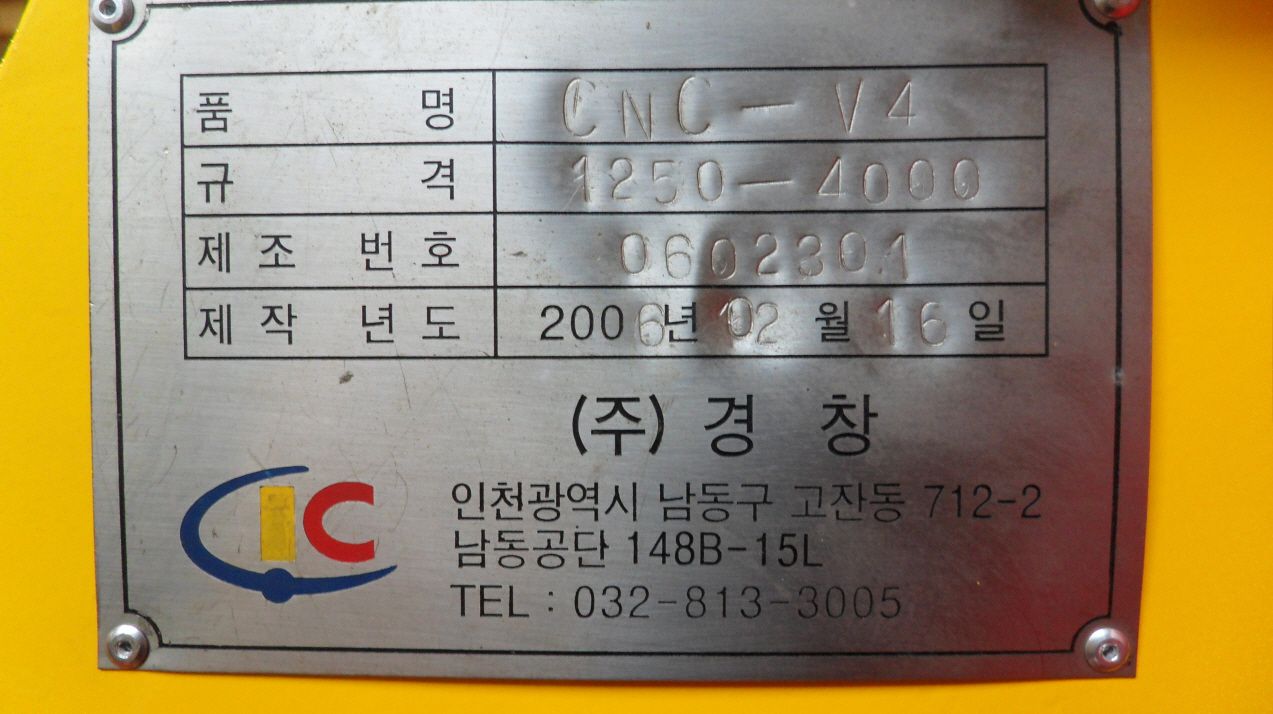 품 명 CNC-V4
규 격 1250-4000
제 조 번 호 0602301
제 작 년 도 2006년 02 월 16 일
(주) 경 창
인천광역시 남동구 고잔동 712-2
남동공단 148B-15L
TEL : 032-813-3005